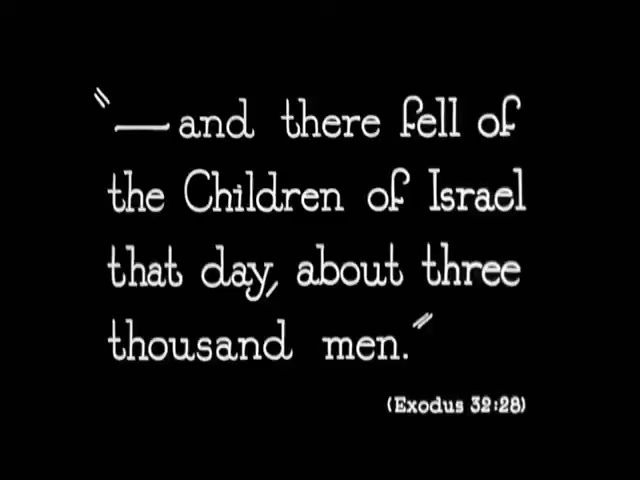 "—and there fell of
the Children of Israel
that day, about three
thousand men."
(Exodus 32:28)